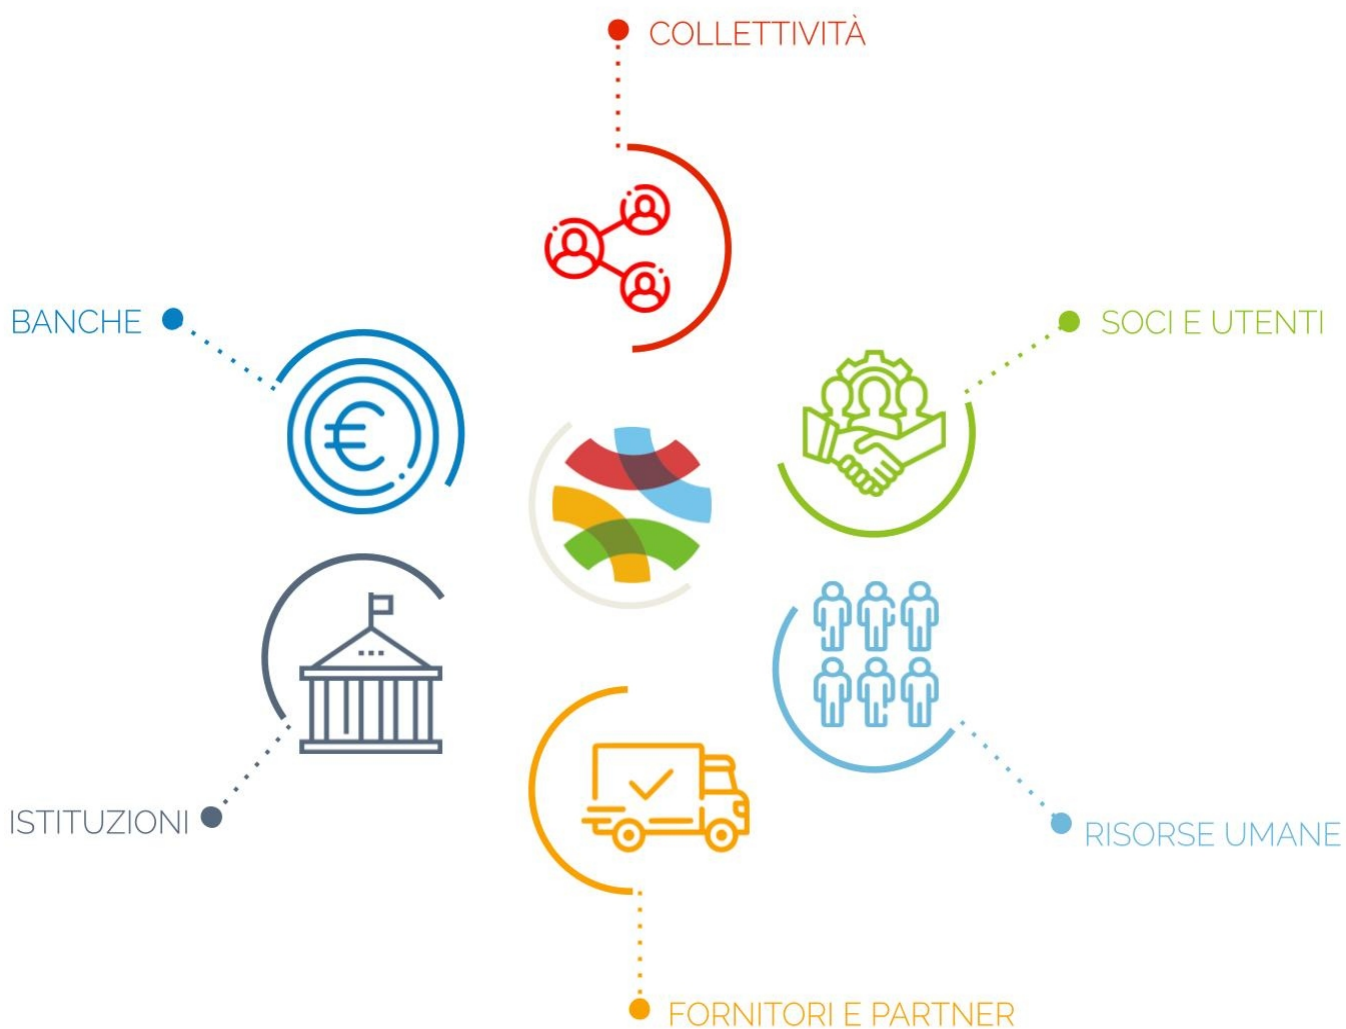 COLLETTIVITÀ
BANCHE
SOCI E UTENTI
ISTITUZIONI
RISORSE UMANE
FORNITORI E PARTNER